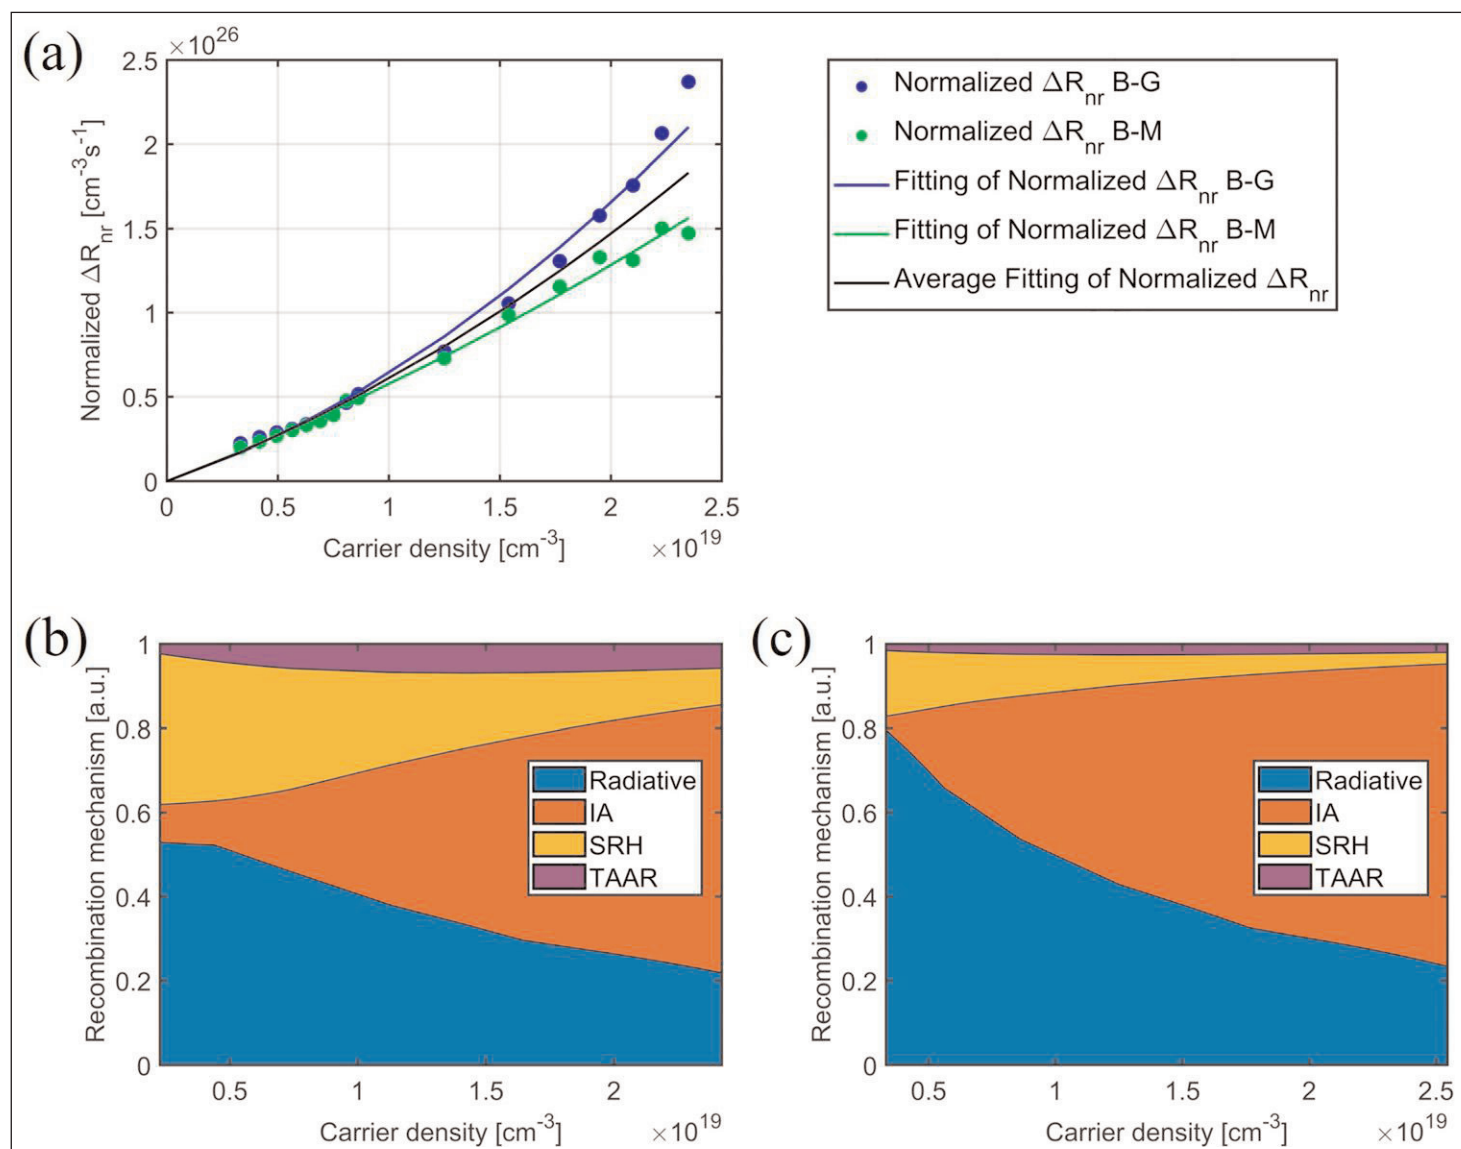 (a)
×10^26
2.5
2
1.5
1
0.5
0
Normalized ΔR_nr [cm^-3 s^-1]
0 0.5 1 1.5 2 2.5
Carrier density [cm^-3] ×10^19
Normalized ΔR_nr B-G
Normalized ΔR_nr B-M
Fitting of Normalized ΔR_nr B-G
Fitting of Normalized ΔR_nr B-M
Average Fitting of Normalized ΔR_nr
(b)
1
0.8
0.6
0.4
0.2
0
Recombination mechanism [a.u.]
Radiative
IA
SRH
TAAR
0.5 1 1.5 2
Carrier density [cm^-3] ×10^19
(c)
1
0.8
0.6
0.4
0.2
0
Recombination mechanism [a.u.]
Radiative
IA
SRH
TAAR
0.5 1 1.5 2 2.5
Carrier density [cm^-3] ×10^19